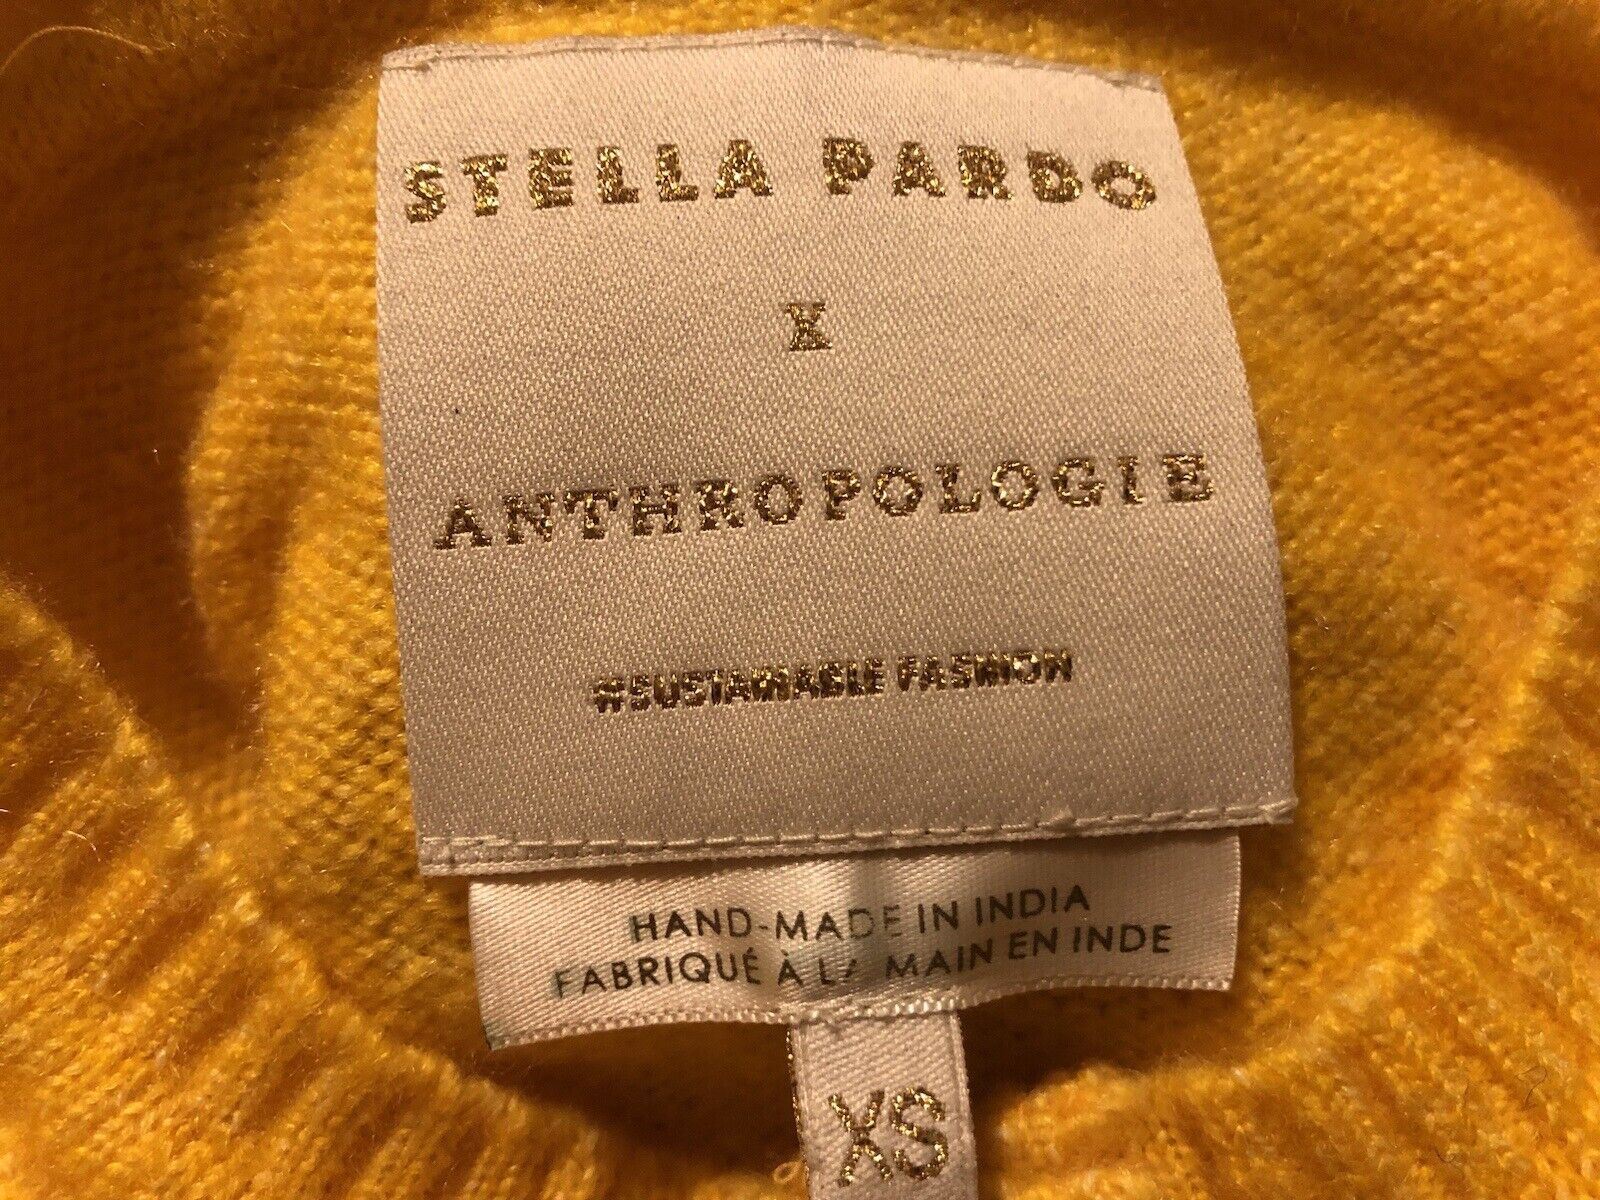 STELLA PARDO
X
ANTHROPOLOGIE
#SUSTAINABLE FASHION
HAND-MADE IN INDIA
FABRIQUÉ À LA MAIN EN INDE
XS